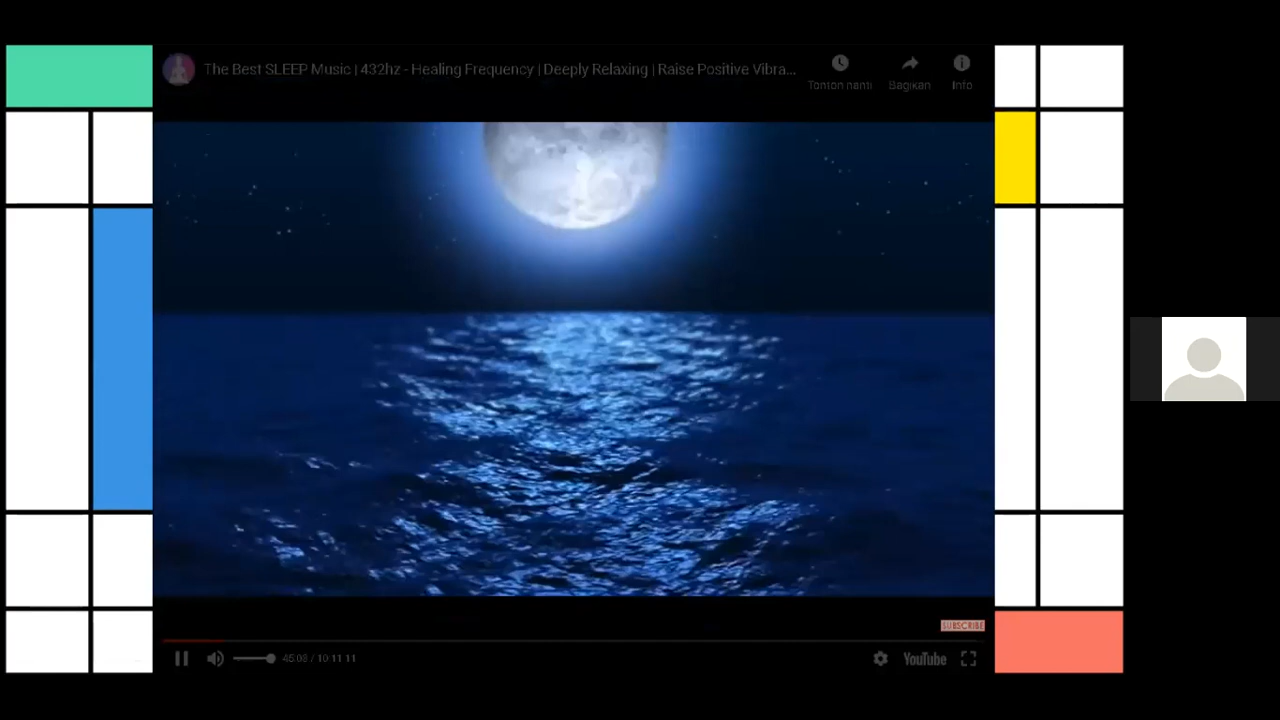 The Best SLEEP Music | 432hz - Healing Frequency | Deeply Relaxing | Raise Positive Vibra...
Tonton nanti
Bagikan
Info
SUBSCRIBE
45:03 / 10:11:11
YouTube